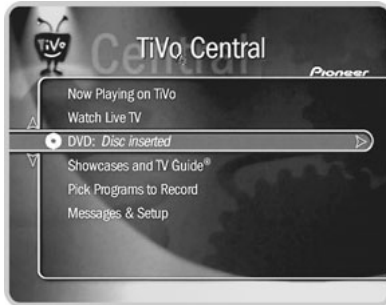 TiVo
Central
TiVo Central
Pioneer
Now Playing on TiVo
Watch Live TV
DVD: Disc inserted
Showcases and TV Guide®
Pick Programs to Record
Messages & Setup